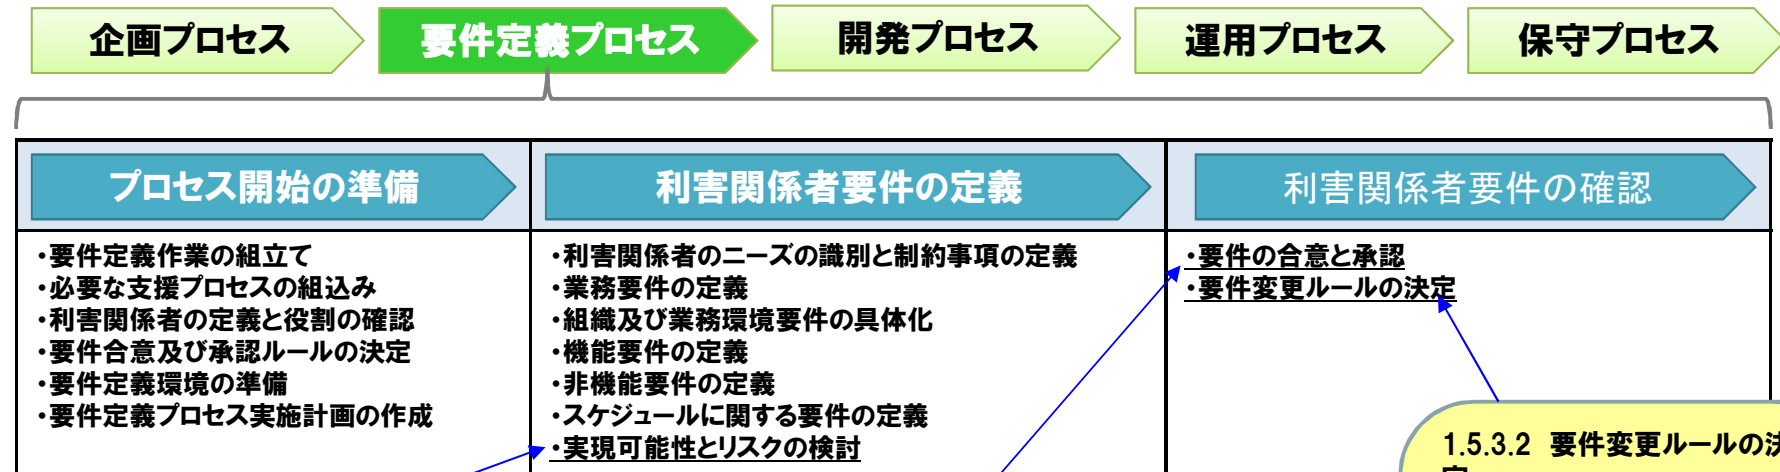 企画プロセス
要件定義プロセス
開発プロセス
運用プロセス
保守プロセス
プロセス開始の準備
利害関係者要件の定義
利害関係者要件の確認
・要件定義作業の組立て
・必要な支援プロセスの組込み
・利害関係者の定義と役割の確認
・要件合意及び承認ルールの決定
・要件定義環境の準備
・要件定義プロセス実施計画の作成
・利害関係者のニーズの識別と制約事項の定義
・業務要件の定義
・組織及び業務環境要件の具体化
・機能要件の定義
・非機能要件の定義
・スケジュールに関する要件の定義
・実現可能性とリスクの検討
・要件の合意と承認
・要件変更ルールの決定
1.5.3.2 要件変更ルールの決